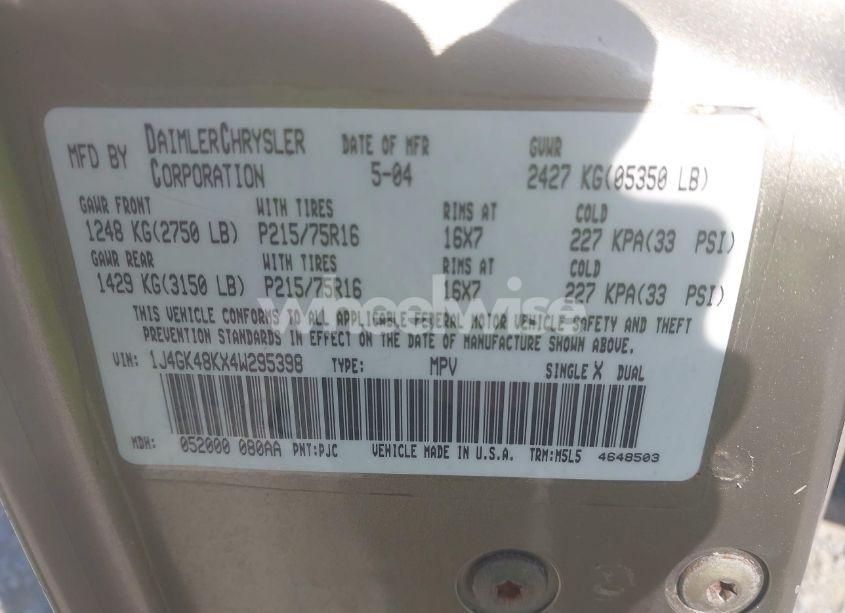 MFD BY DAIMLERCHRYSLER CORPORATION DATE OF MFR 5-04 GVWR 2427 KG(05350 LB)
GAWR FRONT WITH TIRES RIMS AT COLD
1248 KG(2750 LB) P215/75R16 16X7 227 KPA(33 PSI)
GAWR REAR WITH TIRES RIMS AT COLD
1429 KG(3150 LB) P215/75R16 16X7 227 KPA(33 PSI)
wheelwise
THIS VEHICLE CONFORMS TO ALL APPLICABLE FEDERAL MOTOR VEHICLE SAFETY AND THEFT
PREVENTION STANDARDS IN EFFECT ON THE DATE OF MANUFACTURE SHOWN ABOVE.
VIN: 1J4GK48KX4W295398 TYPE: MPV SINGLE X DUAL
MDH: 052000 080AA PNT:PJC VEHICLE MADE IN U.S.A. TRM:M5L5 4648503